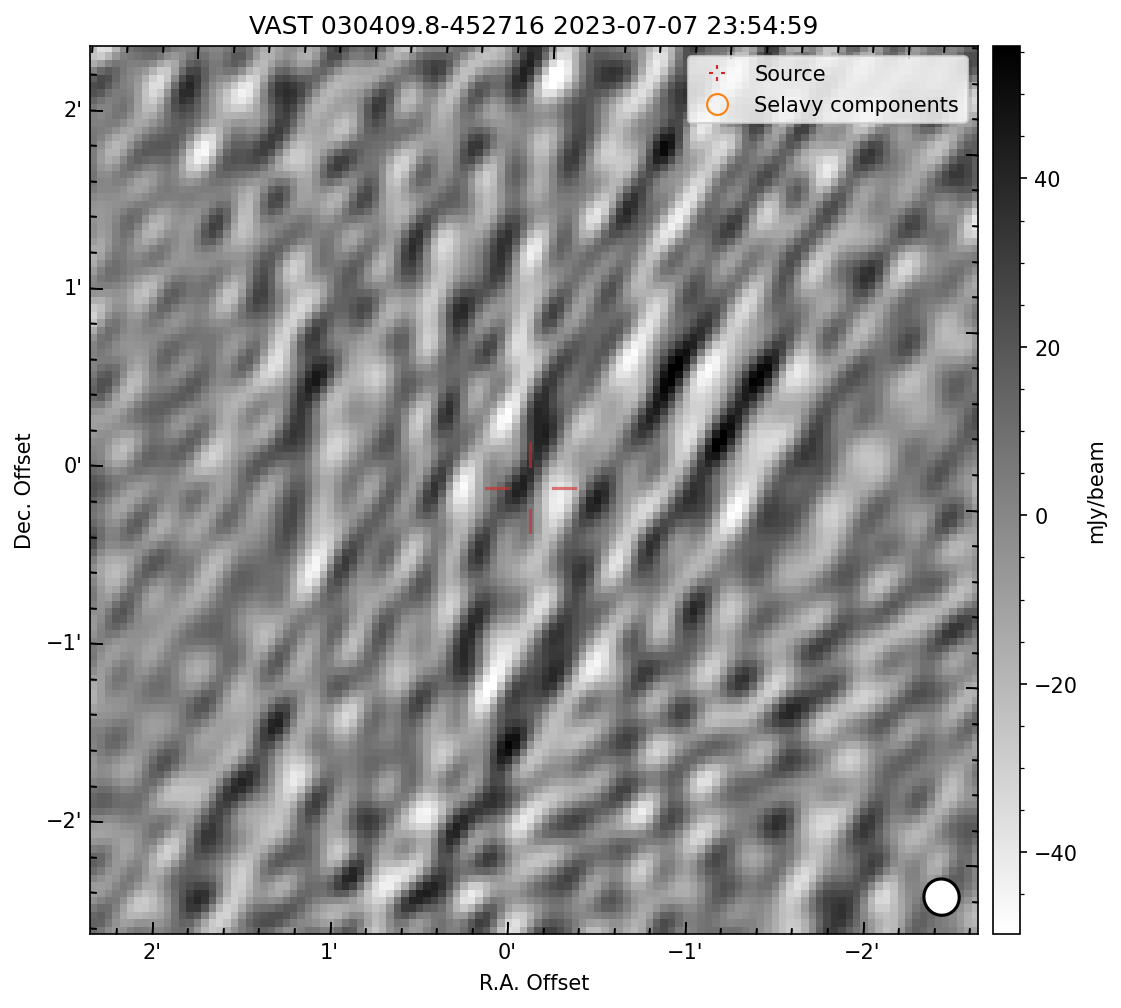 VAST 030409.8-452716 2023-07-07 23:54:59
Source
Selavy components
2'
1'
0'
−1'
−2'
Dec. Offset
2'
1'
0'
−1'
−2'
R.A. Offset
40
20
0
−20
−40
mJy/beam